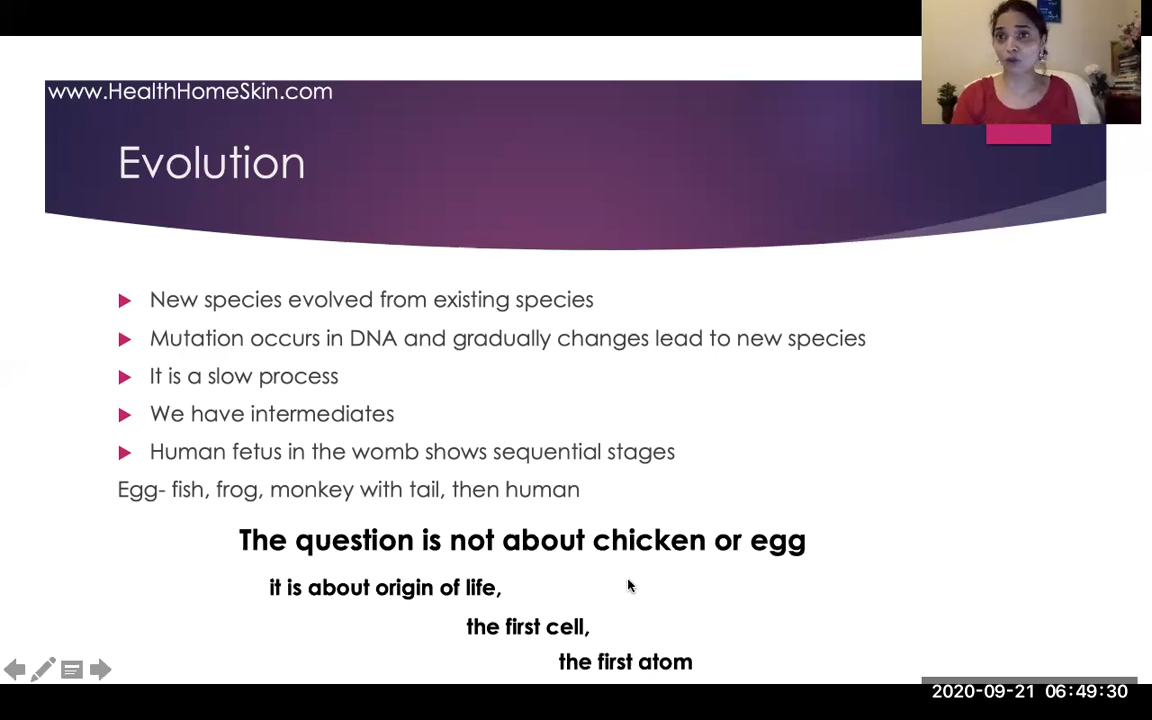 www.HealthHomeSkin.com
Evolution
New species evolved from existing species
Mutation occurs in DNA and gradually changes lead to new species
It is a slow process
We have intermediates
Human fetus in the womb shows sequential stages
Egg- fish, frog, monkey with tail, then human
The question is not about chicken or egg
it is about origin of life,
the first cell,
the first atom
2020-09-21 06:49:30